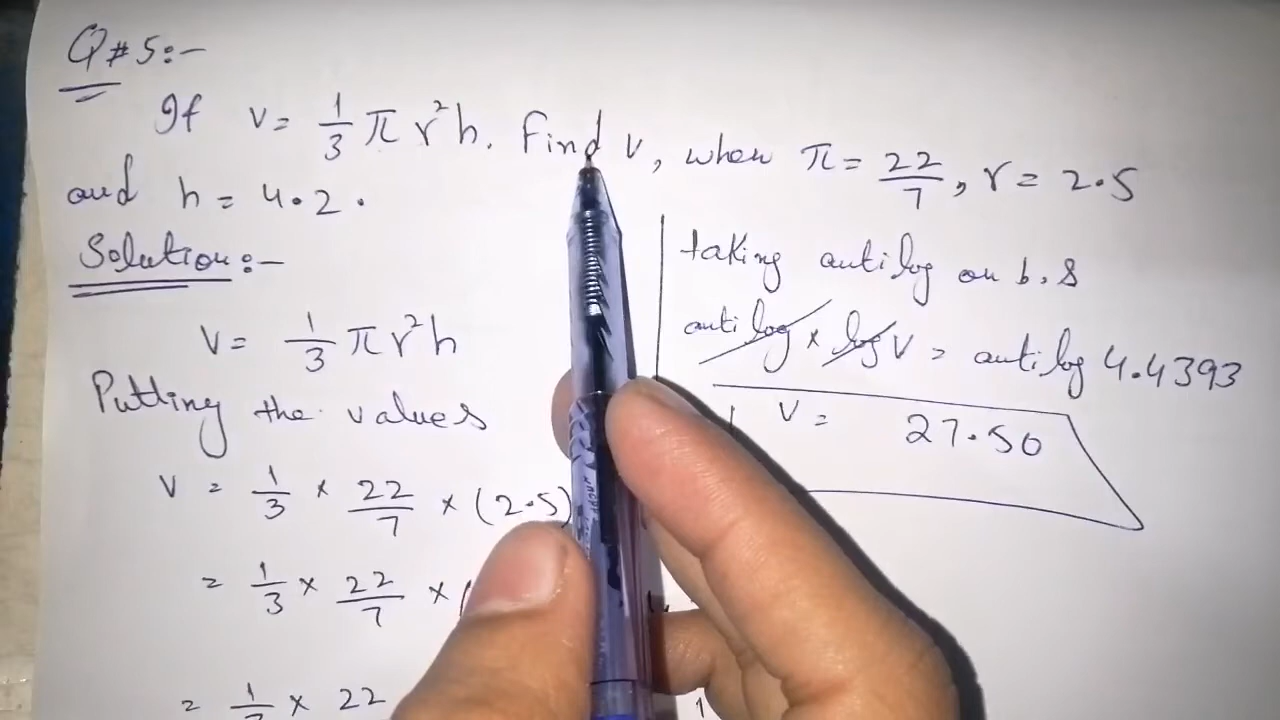 Q#5:-
If V = 1/3 π r²h. Find V, when π = 22/7, r = 2.5
and h = 4.2.
Solution:-
V = 1/3 π r²h
Putting the values
V = 1/3 × 22/7 × (2.5)
= 1/3 × 22/7 × (
= 1/3 × 22
taking antilog on b.s
antilog × log V = antilog 4.4393
V = 27.50